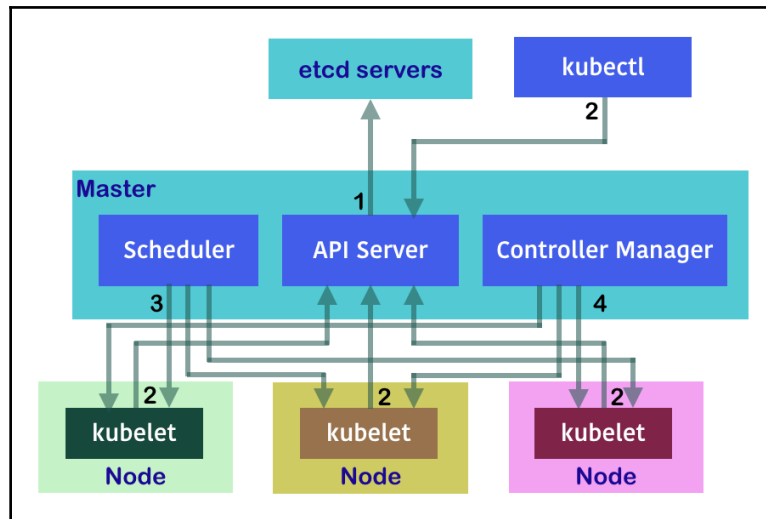 etcd servers
kubectl
2
1
Master
Scheduler
API Server
Controller Manager
3
4
2
2
2
kubelet
kubelet
kubelet
Node
Node
Node